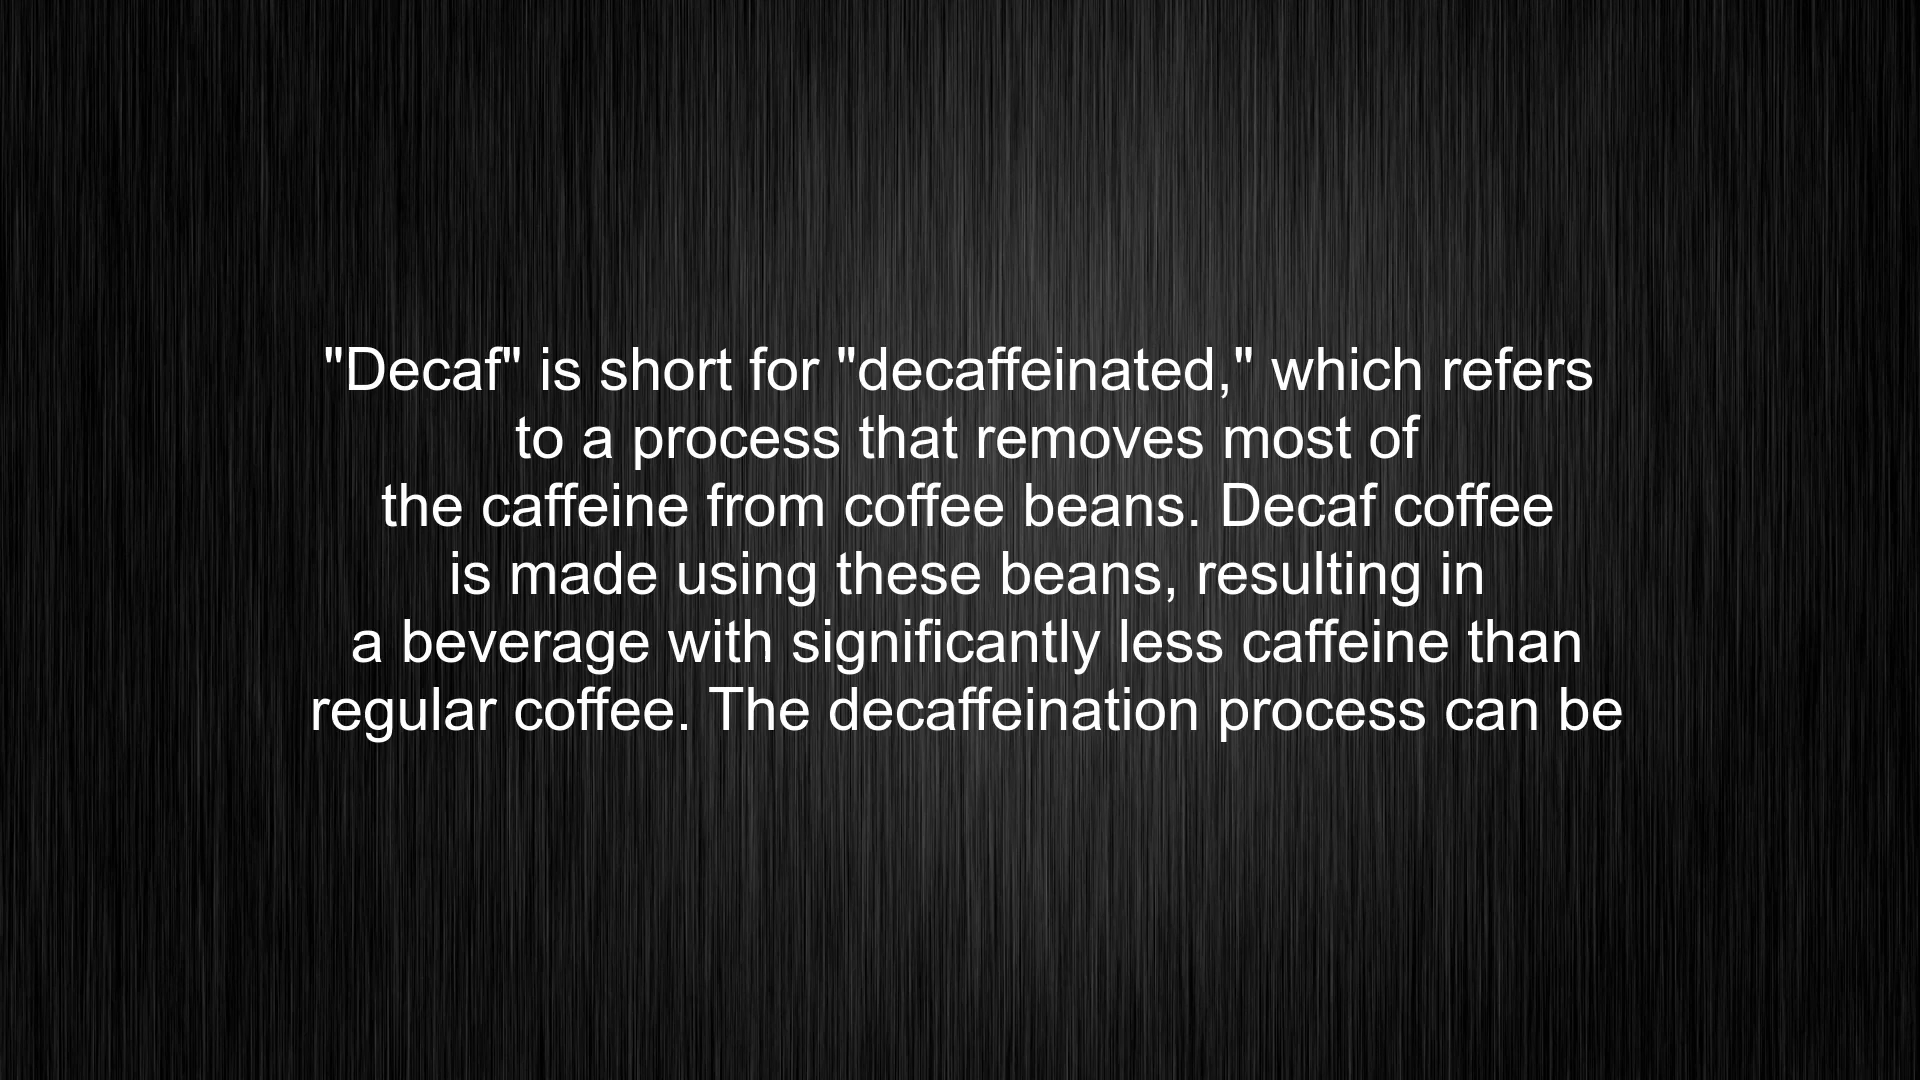 "Decaf" is short for "decaffeinated," which refers
to a process that removes most of
the caffeine from coffee beans. Decaf coffee
is made using these beans, resulting in
a beverage with significantly less caffeine than
regular coffee. The decaffeination process can be